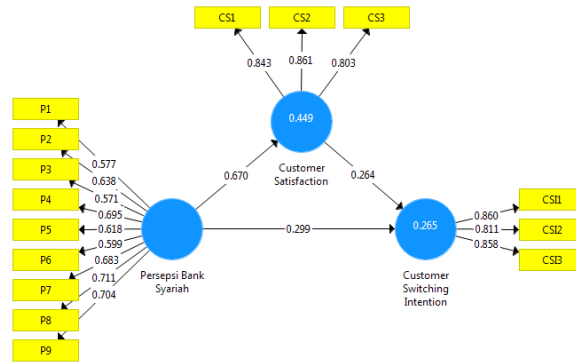 CS1
CS2
CS3
0.843
0.861
0.803
0.449
Customer
Satisfaction
P1
P2
P3
P4
P5
P6
P7
P8
P9
0.577
0.638
0.571
0.695
0.618
0.599
0.683
0.711
0.704
Persepsi Bank
Syariah
0.670
0.264
0.299
0.265
Customer
Switching
Intention
0.860
0.811
0.858
CSI1
CSI2
CSI3